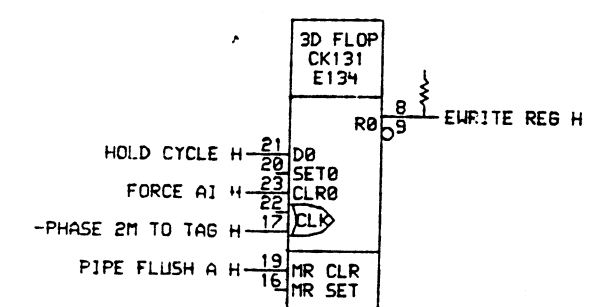 3D FLOP
CK131
E134
8
R0 EWRITE REG H
9
21
HOLD CYCLE H D0
20
SET0
23
FORCE AI H CLR0
22
17 CLK
-PHASE 2M TO TAG H
19
PIPE FLUSH A H MR CLR
16
MR SET